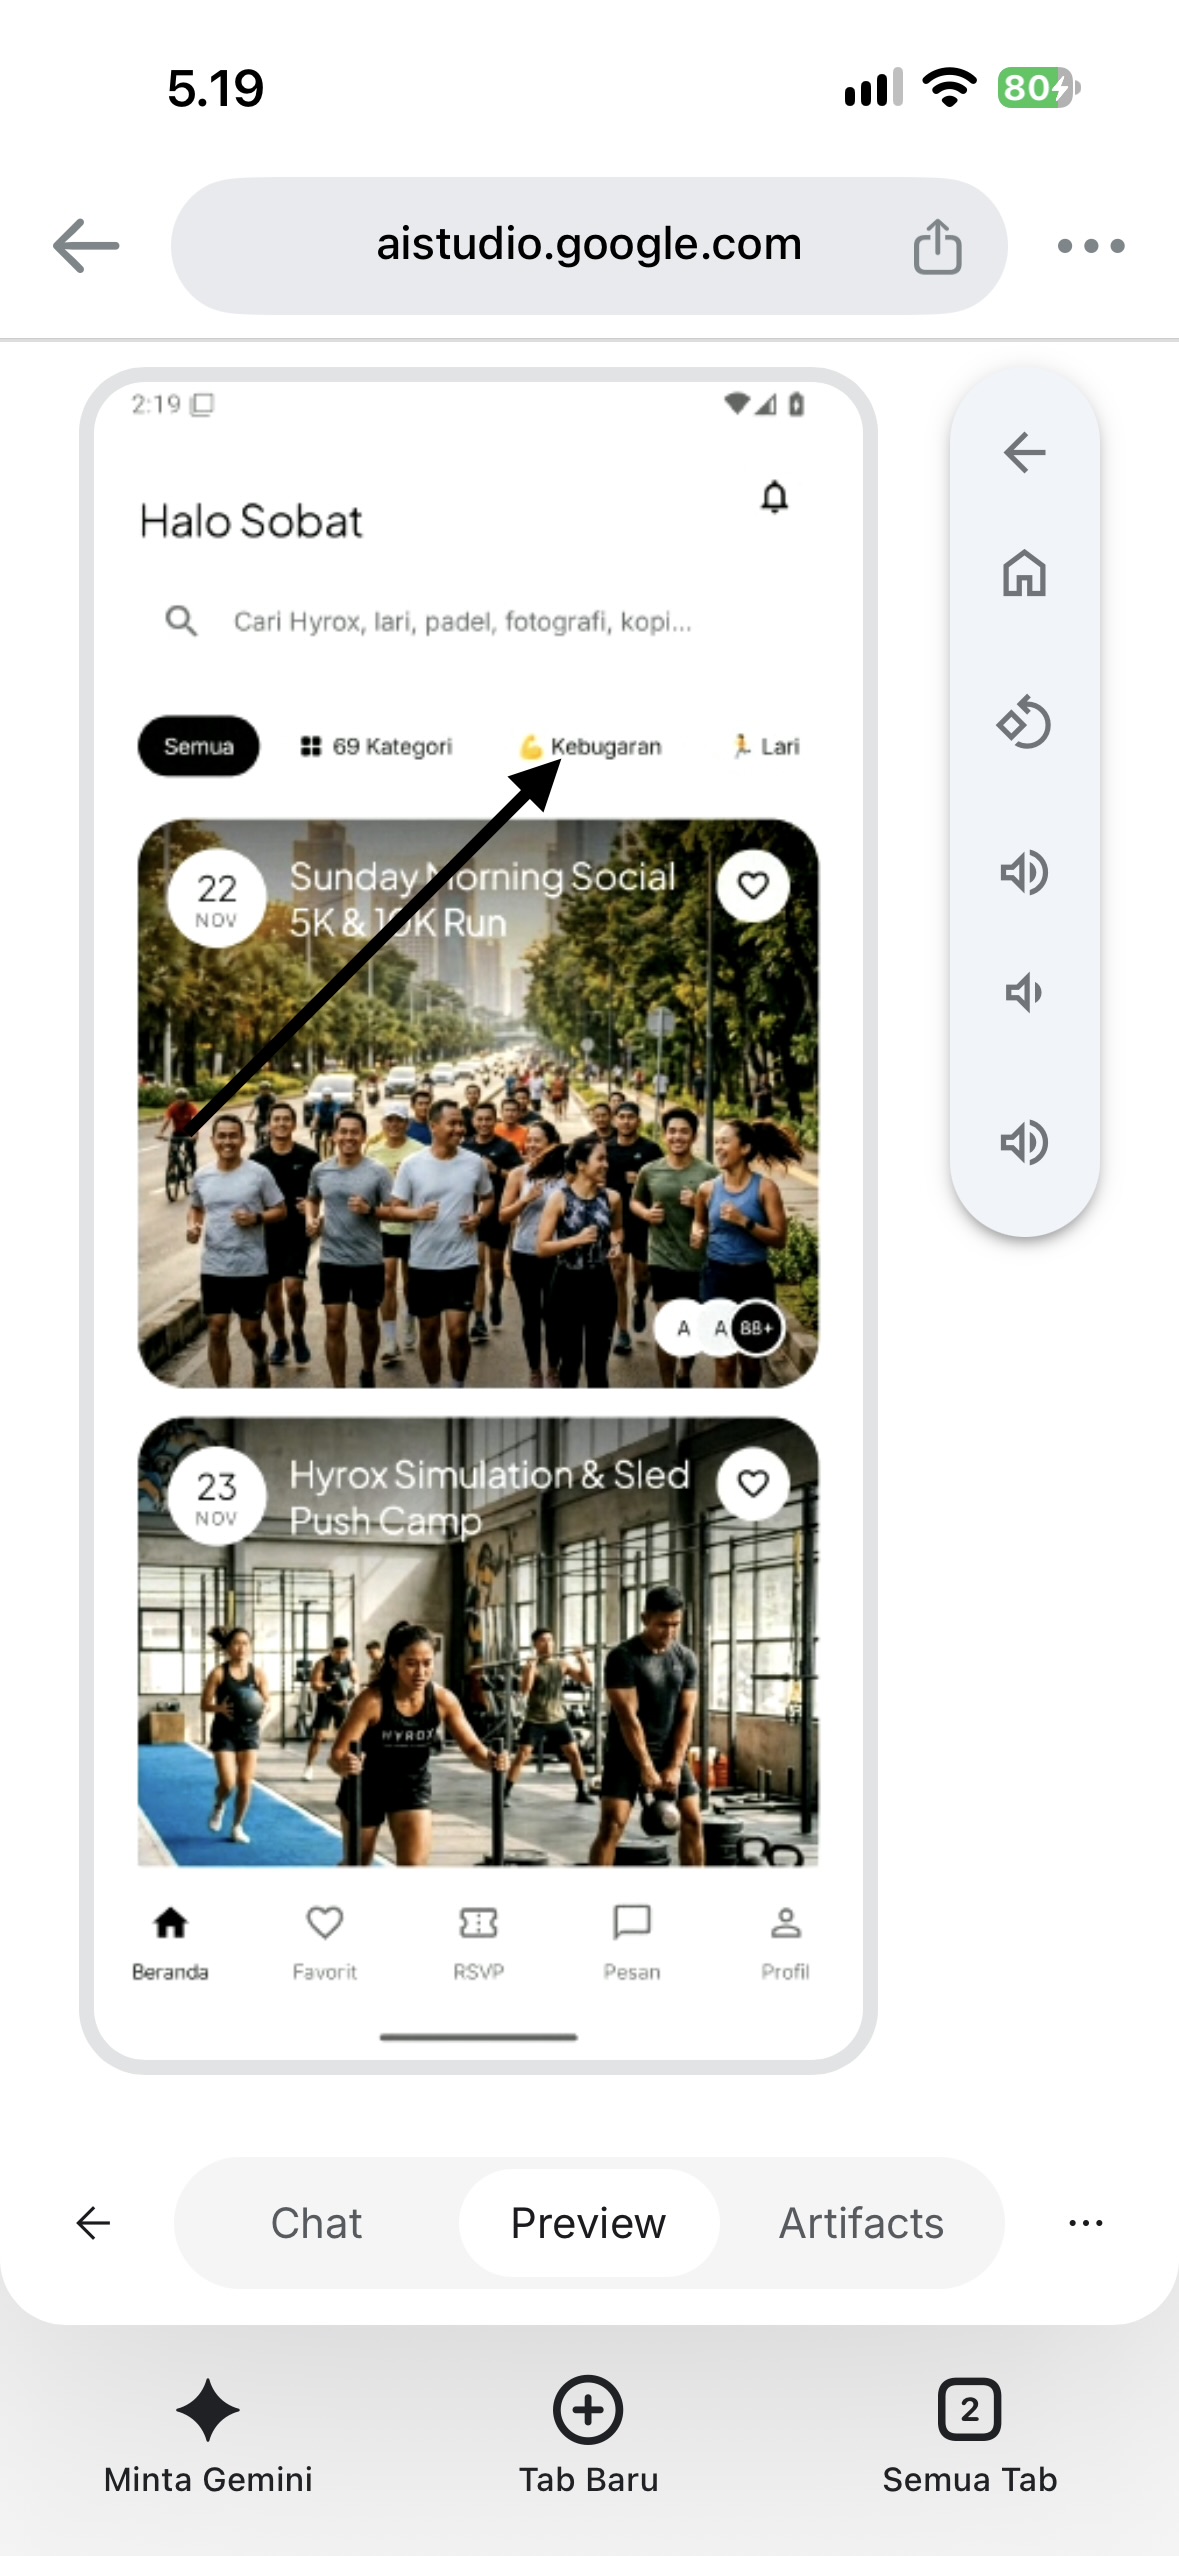 5.19
80
aistudio.google.com
2:19
Halo Sobat
Cari Hyrox, lari, padel, fotografi, kopi...
Semua
69 Kategori
💪 Kebugaran
🏃 Lari
22
NOV
Sunday Morning Social
5K & 10K Run
A
A
88+
23
NOV
Hyrox Simulation & Sled
Push Camp
HYROX
Beranda
Favorit
RSVP
Pesan
Profil
Chat
Preview
Artifacts
Minta Gemini
Tab Baru
2
Semua Tab